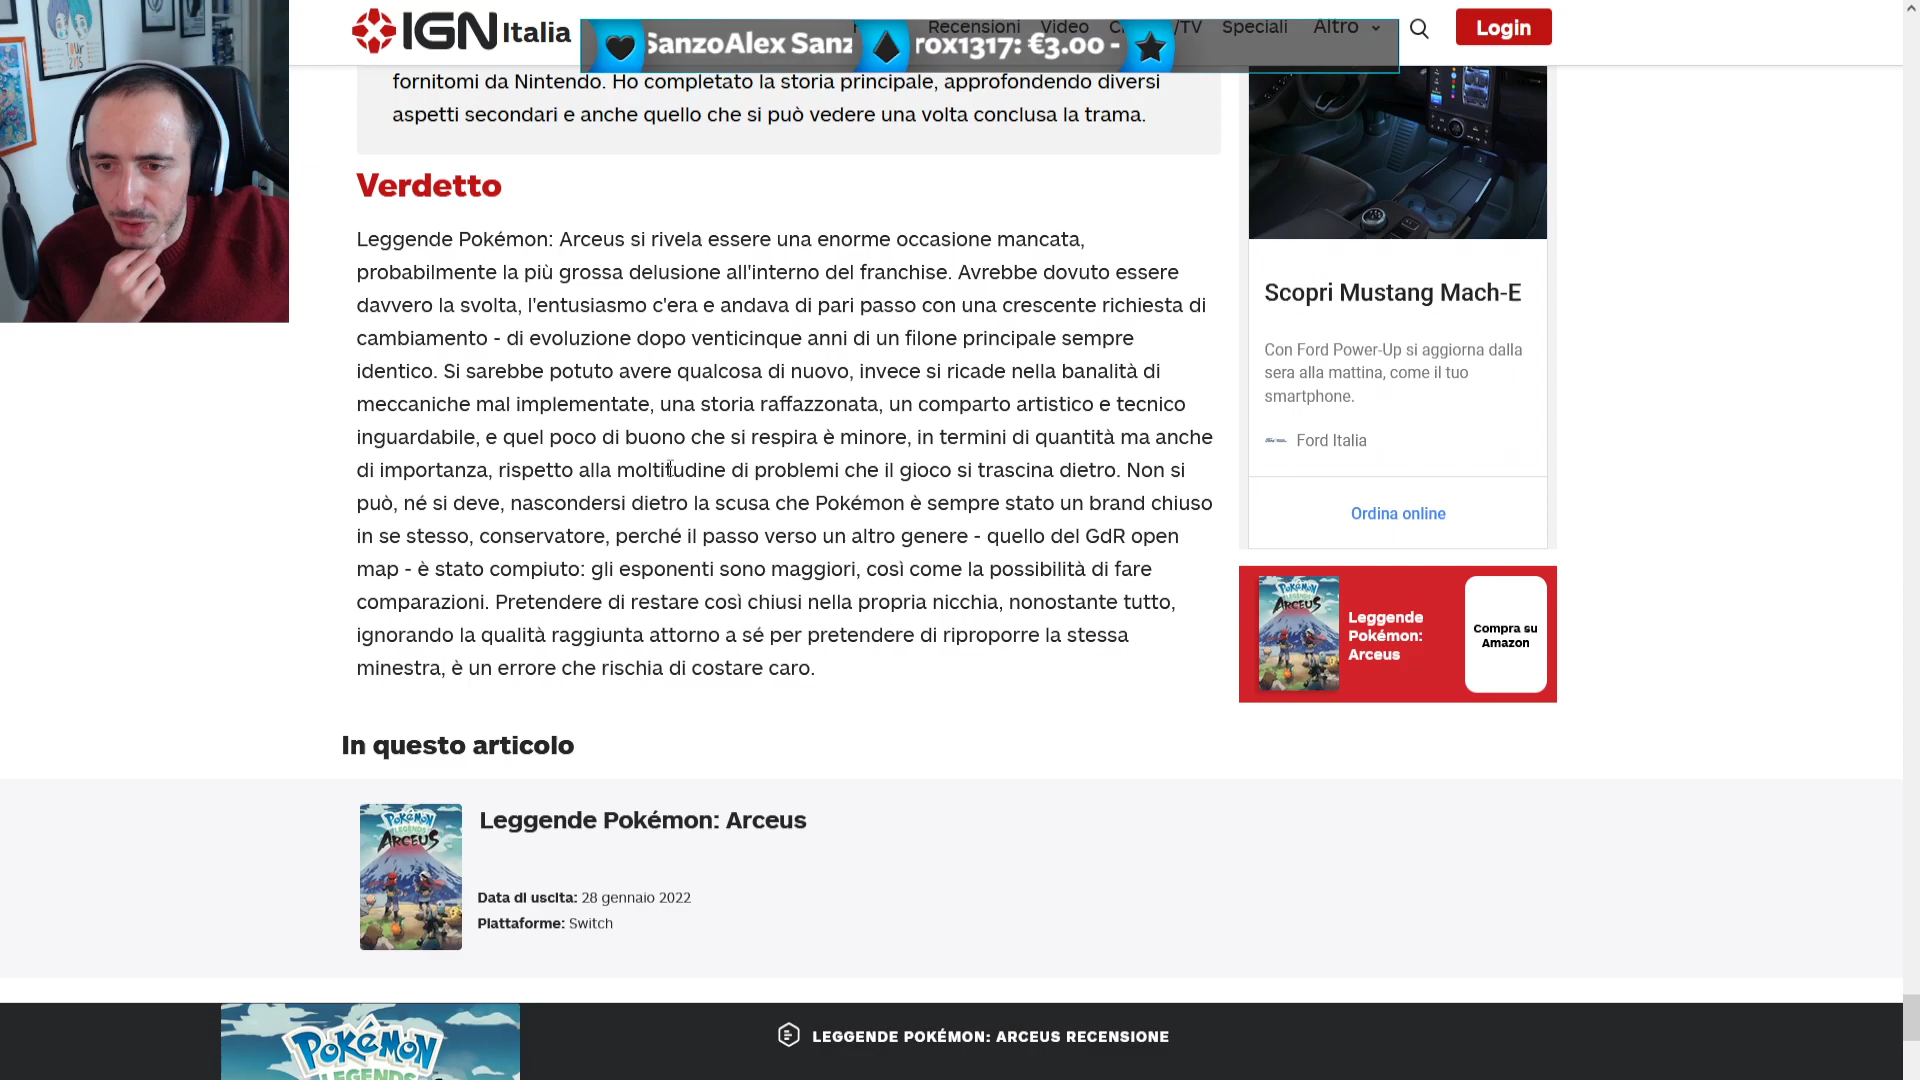 IGN Italia
SanzoAlex Sanz
rox1317: €3.00 -
Recensioni Video /TV Speciali Altro
Login
fornitomi da Nintendo. Ho completato la storia principale, approfondendo diversi
aspetti secondari e anche quello che si può vedere una volta conclusa la trama.
Verdetto
Leggende Pokémon: Arceus si rivela essere una enorme occasione mancata,
probabilmente la più grossa delusione all'interno del franchise. Avrebbe dovuto essere
davvero la svolta, l'entusiasmo c'era e andava di pari passo con una crescente richiesta di
cambiamento - di evoluzione dopo venticinque anni di un filone principale sempre
identico. Si sarebbe potuto avere qualcosa di nuovo, invece si ricade nella banalità di
meccaniche mal implementate, una storia raffazzonata, un comparto artistico e tecnico
inguardabile, e quel poco di buono che si respira è minore, in termini di quantità ma anche
di importanza, rispetto alla moltitudine di problemi che il gioco si trascina dietro. Non si
può, né si deve, nascondersi dietro la scusa che Pokémon è sempre stato un brand chiuso
in se stesso, conservatore, perché il passo verso un altro genere - quello del GdR open
map - è stato compiuto: gli esponenti sono maggiori, così come la possibilità di fare
comparazioni. Pretendere di restare così chiusi nella propria nicchia, nonostante tutto,
ignorando la qualità raggiunta attorno a sé per pretendere di riproporre la stessa
minestra, è un errore che rischia di costare caro.
Scopri Mustang Mach-E
Con Ford Power-Up si aggiorna dalla
sera alla mattina, come il tuo
smartphone.
Ford Italia
Ordina online
POKÉMON
LEGENDS
ARCEUS
Leggende
Pokémon:
Arceus
Compra su
Amazon
In questo articolo
POKÉMON
LEGENDS
ARCEUS
Leggende Pokémon: Arceus
Data di uscita: 28 gennaio 2022
Piattaforme: Switch
POKÉMON
LEGENDS
LEGGENDE POKÉMON: ARCEUS RECENSIONE